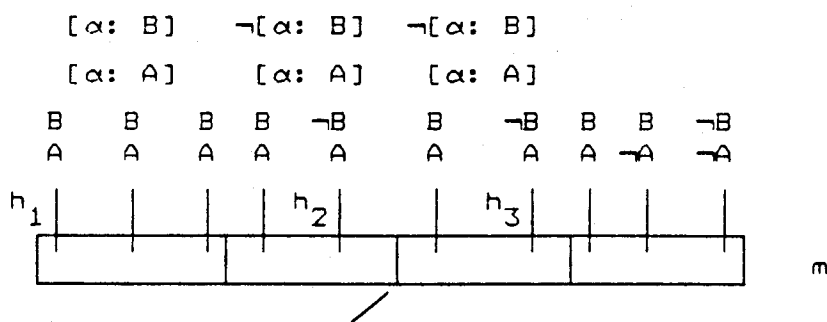 [α: B] ¬[α: B] ¬[α: B]
[α: A] [α: A] [α: A]
B B B B ¬B B ¬B B B ¬B
A A A A A A A A ¬A ¬A
h₁ h₂ h₃
m